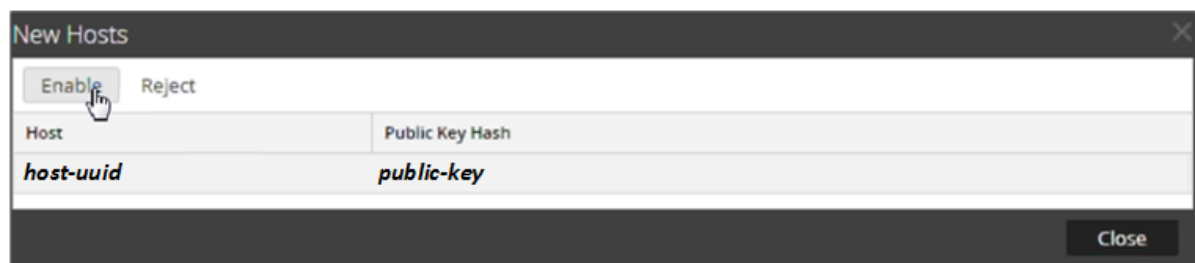 New Hosts
Enable Reject
Host Public Key Hash
host-uuid public-key
Close